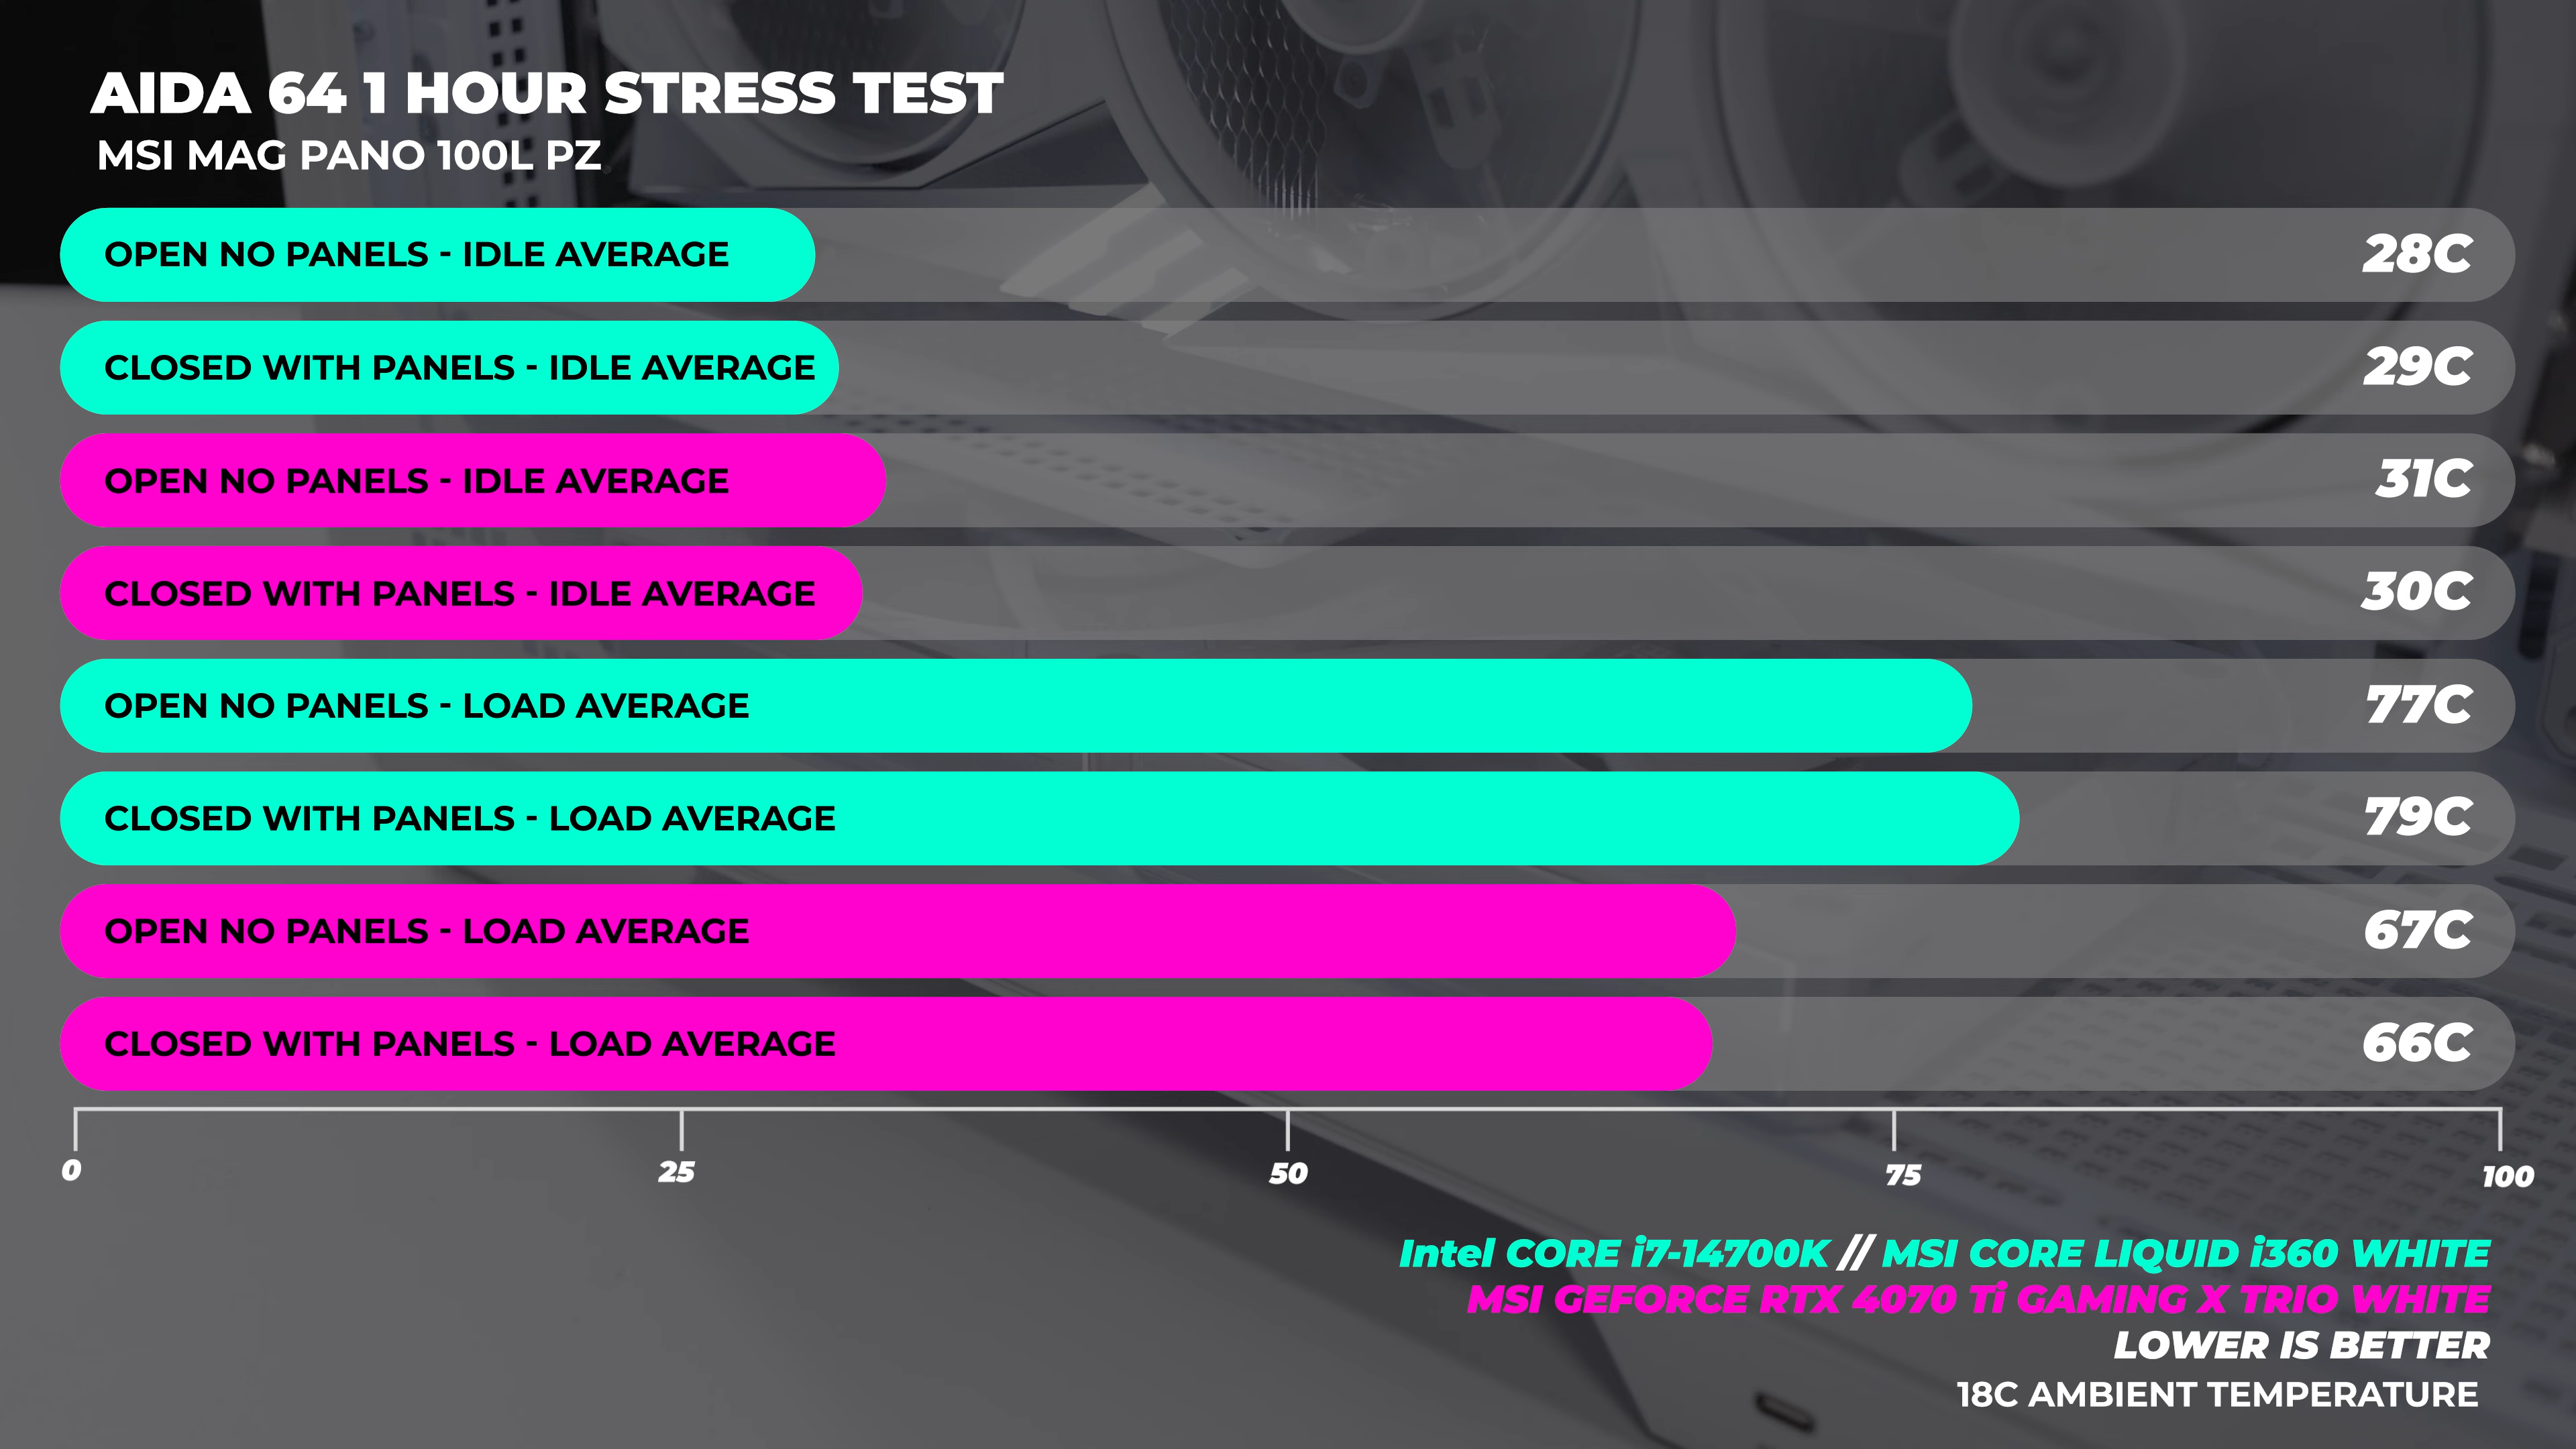 AIDA 64 1 HOUR STRESS TEST
MSI MAG PANO 100L PZ
OPEN NO PANELS - IDLE AVERAGE 28C
CLOSED WITH PANELS - IDLE AVERAGE 29C
OPEN NO PANELS - IDLE AVERAGE 31C
CLOSED WITH PANELS - IDLE AVERAGE 30C
OPEN NO PANELS - LOAD AVERAGE 77C
CLOSED WITH PANELS - LOAD AVERAGE 79C
OPEN NO PANELS - LOAD AVERAGE 67C
CLOSED WITH PANELS - LOAD AVERAGE 66C
0 25 50 75 100
Intel CORE i7-14700K // MSI CORE LIQUID i360 WHITE
MSI GEFORCE RTX 4070 Ti GAMING X TRIO WHITE
LOWER IS BETTER
18C AMBIENT TEMPERATURE